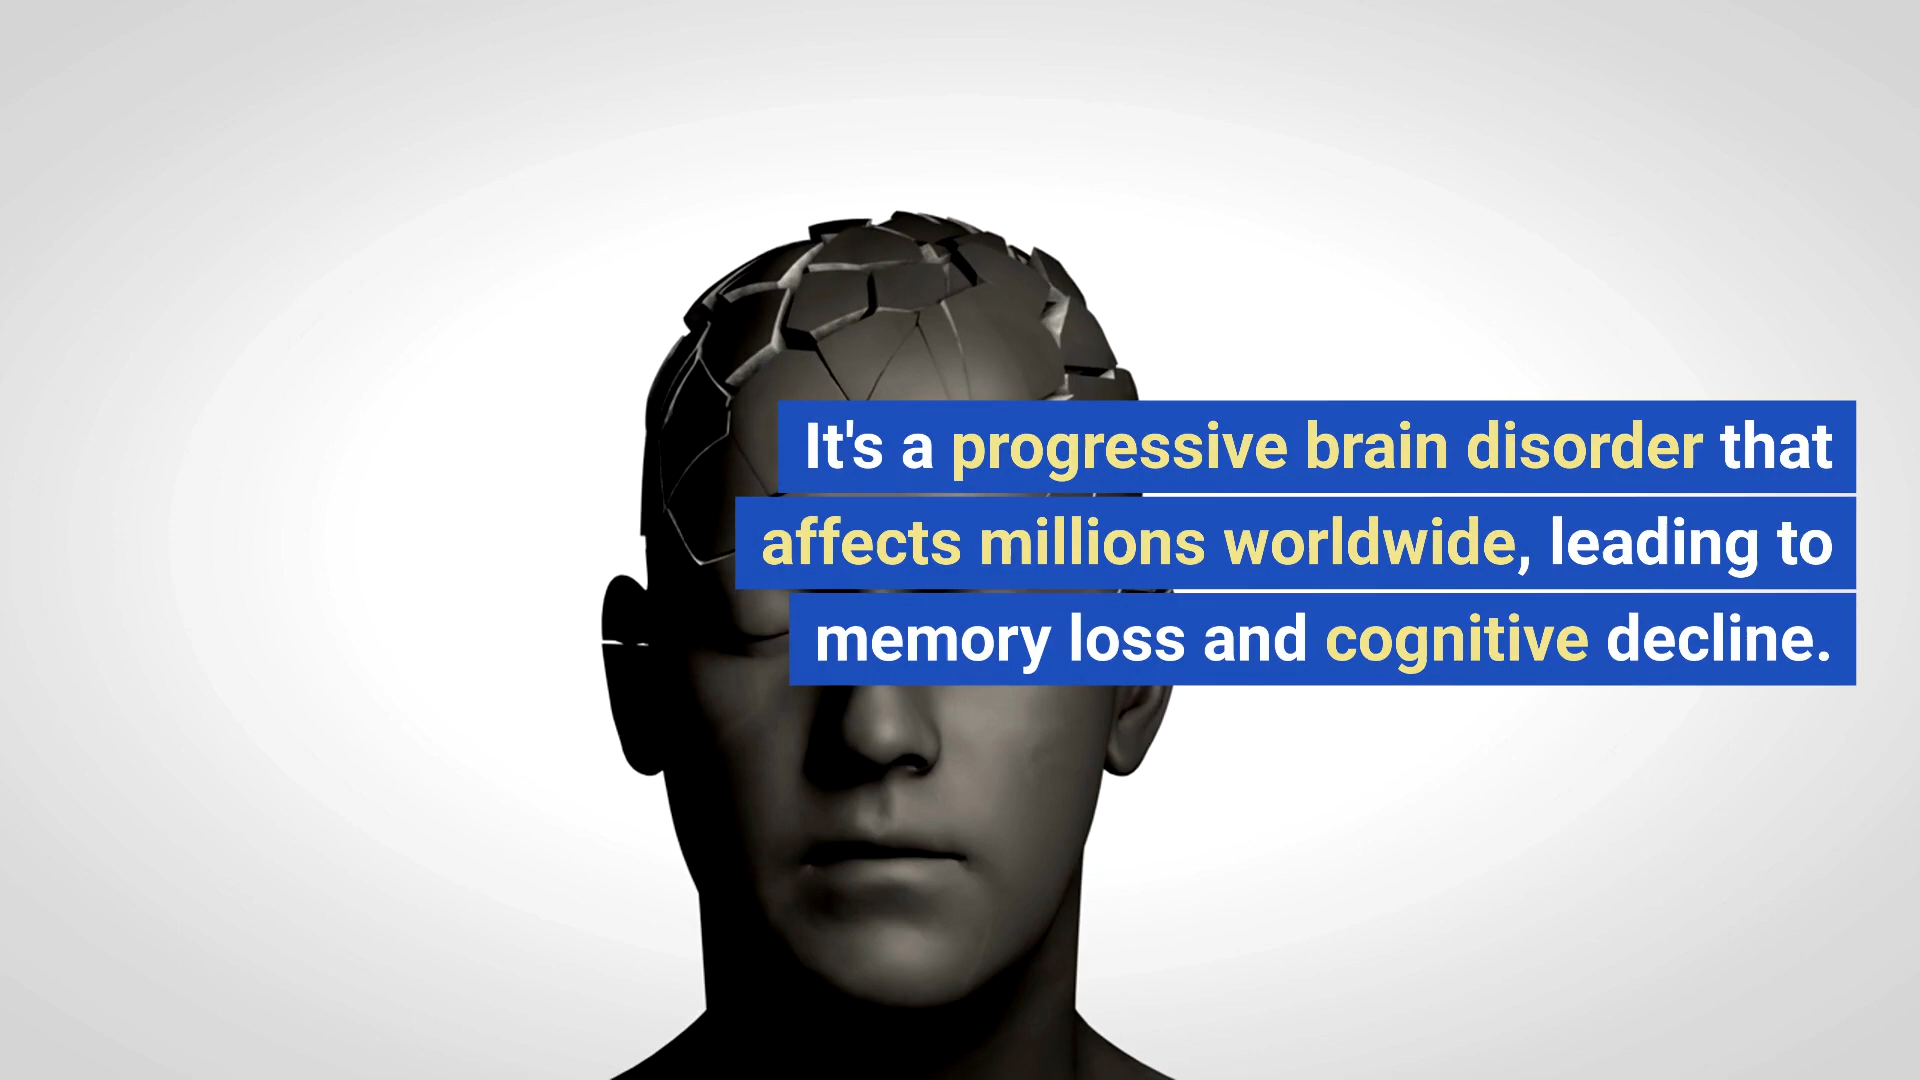 It's a progressive brain disorder that
affects millions worldwide, leading to
memory loss and cognitive decline.